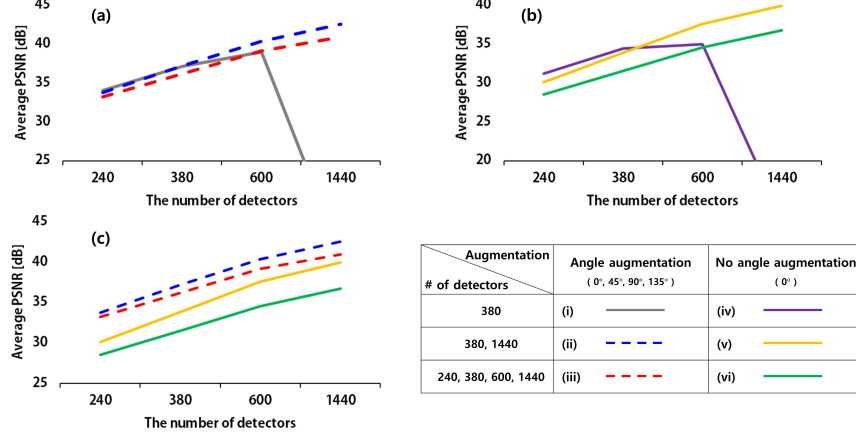 (a)
Average PSNR [dB]
45
40
35
30
25
240 380 600 1440
The number of detectors
(b)
Average PSNR [dB]
40
35
30
25
20
240 380 600 1440
The number of detectors
(c)
Average PSNR [dB]
45
40
35
30
25
240 380 600 1440
The number of detectors
Augmentation
# of detectors
Angle augmentation
( 0°, 45°, 90°, 135° )
No angle augmentation
( 0° )
380 (i) (iv)
380, 1440 (ii) (v)
240, 380, 600, 1440 (iii) (vi)